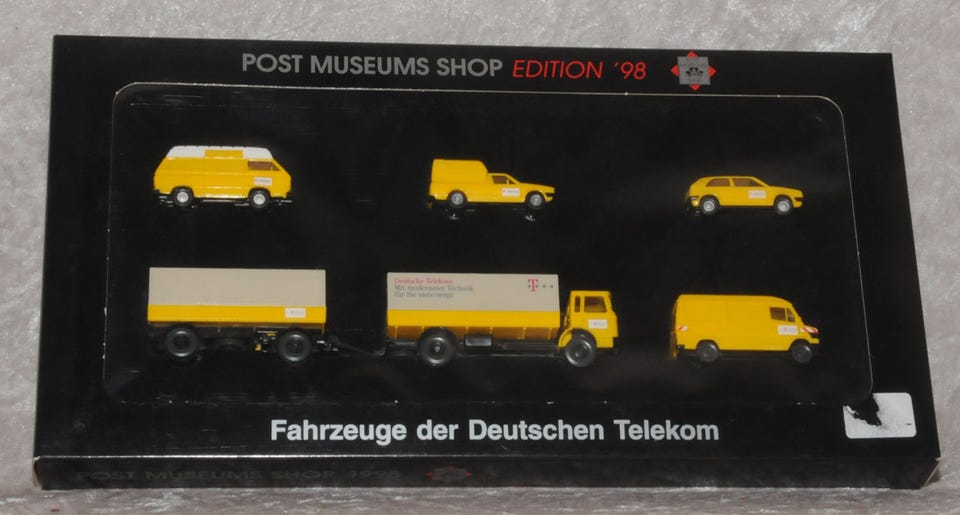 POST MUSEUMS SHOP EDITION '98
Deutsche Telekom
Mit modernster Technik
für Sie unterwegs
T
Fahrzeuge der Deutschen Telekom
POST MUSEUMS SHOP 1998